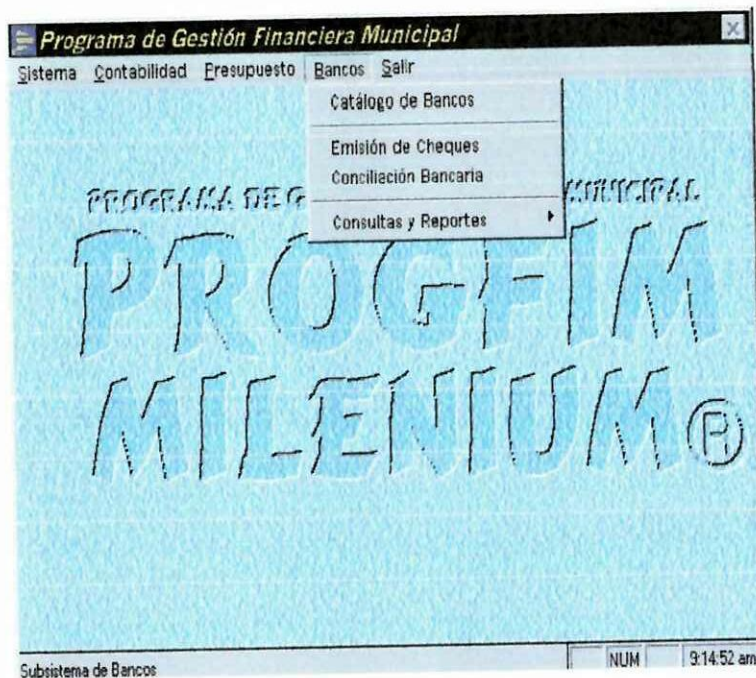 Programa de Gestión Financiera Municipal
Sistema Contabilidad Presupuesto Bancos Salir
Catálogo de Bancos
Emisión de Cheques
Conciliación Bancaria
Consultas y Reportes
PROGRAMA DE G MUNICIPAL
PROGFIM
MILENIUM®
Subsistema de Bancos NUM 9:14:52 am